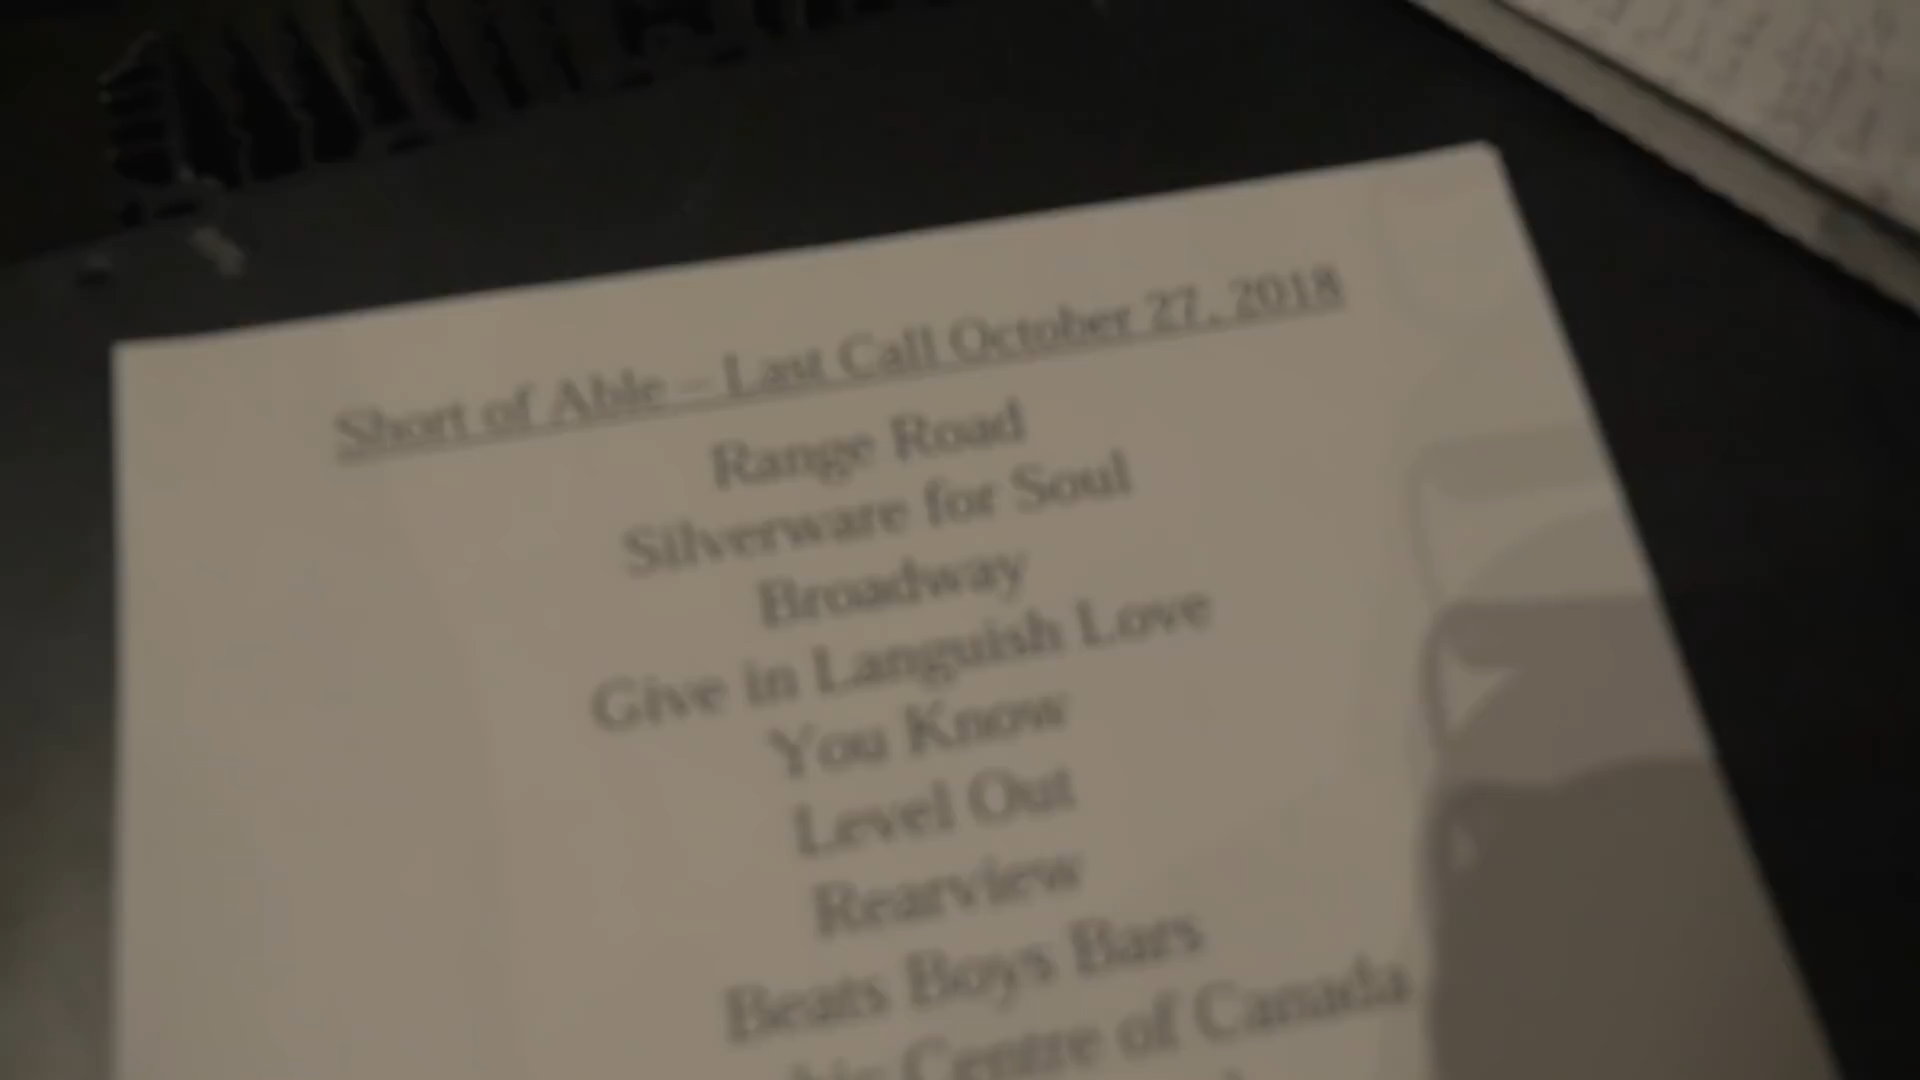 Short of Able – Last Call October 27, 2018
Range Road
Silverware for Soul
Broadway
Give in Languish Love
You Know
Level Out
Rearview
Beats Boys Bars
Centre of Canada